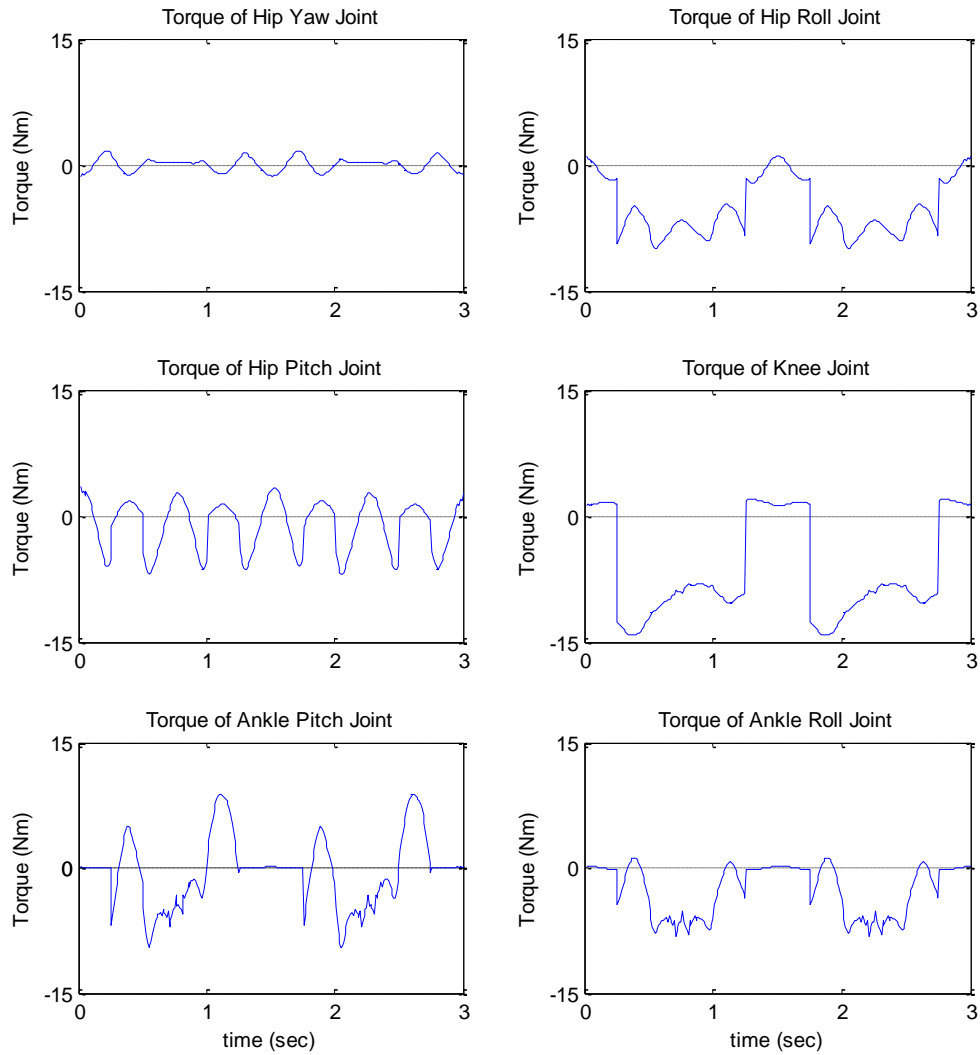 Torque of Hip Yaw Joint
15
0
-15
Torque (Nm)
0 1 2 3
Torque of Hip Roll Joint
15
0
-15
Torque (Nm)
0 1 2 3
Torque of Hip Pitch Joint
15
0
-15
Torque (Nm)
0 1 2 3
Torque of Knee Joint
15
0
-15
Torque (Nm)
0 1 2 3
Torque of Ankle Pitch Joint
15
0
-15
Torque (Nm)
0 1 2 3
time (sec)
Torque of Ankle Roll Joint
15
0
-15
Torque (Nm)
0 1 2 3
time (sec)